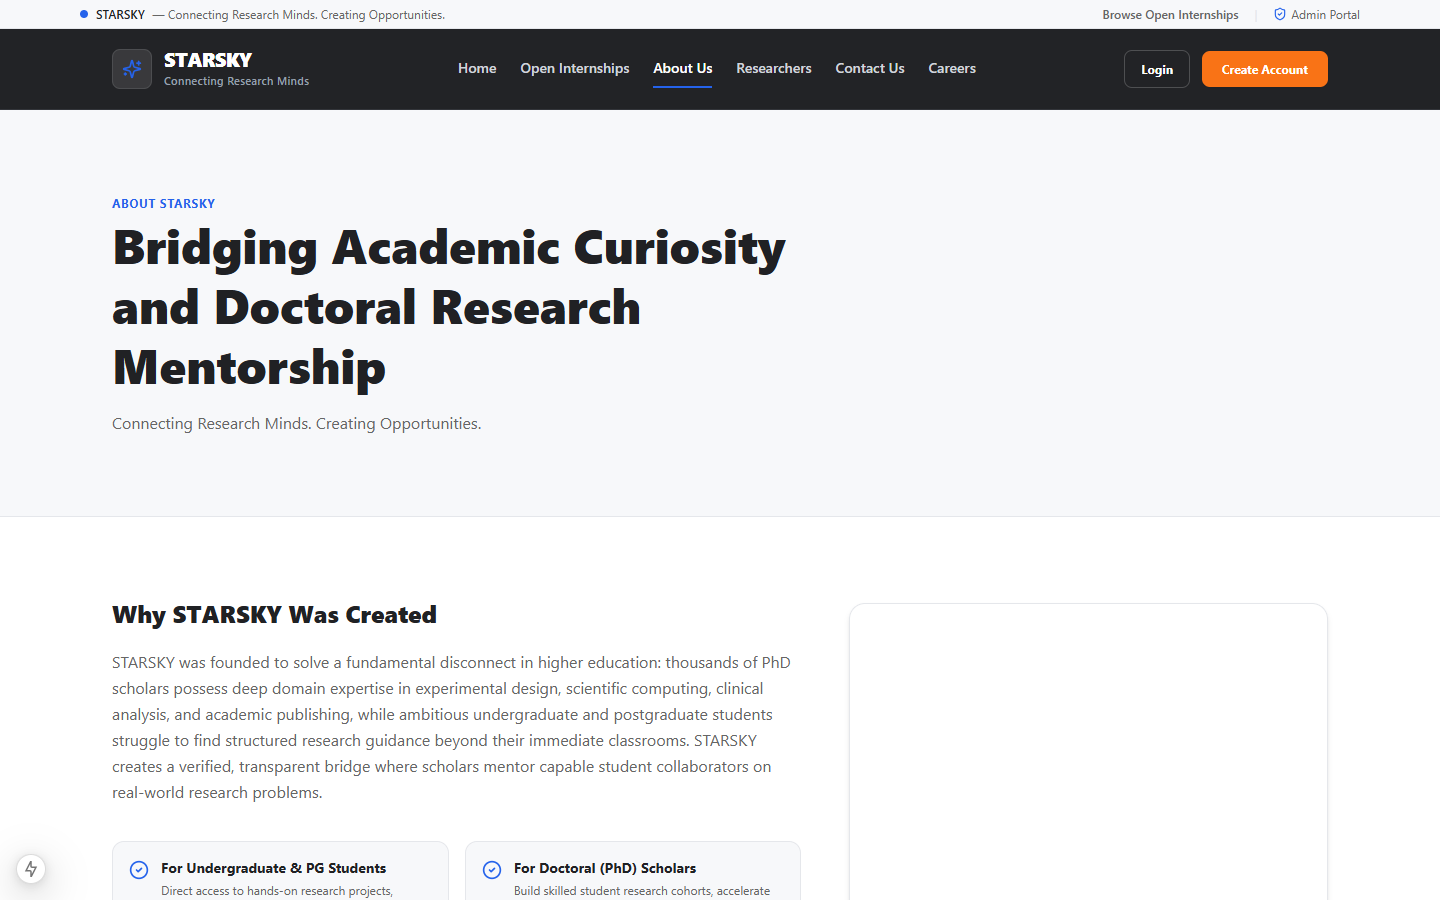 STARSKY — Connecting Research Minds. Creating Opportunities.
Browse Open Internships | Admin Portal
STARSKY
Connecting Research Minds
Home Open Internships About Us Researchers Contact Us Careers
Login Create Account
ABOUT STARSKY
Bridging Academic Curiosity
and Doctoral Research
Mentorship
Connecting Research Minds. Creating Opportunities.
Why STARSKY Was Created
STARSKY was founded to solve a fundamental disconnect in higher education: thousands of PhD
scholars possess deep domain expertise in experimental design, scientific computing, clinical
analysis, and academic publishing, while ambitious undergraduate and postgraduate students
struggle to find structured research guidance beyond their immediate classrooms. STARSKY
creates a verified, transparent bridge where scholars mentor capable student collaborators on
real-world research problems.
For Undergraduate & PG Students
Direct access to hands-on research projects,
For Doctoral (PhD) Scholars
Build skilled student research cohorts, accelerate